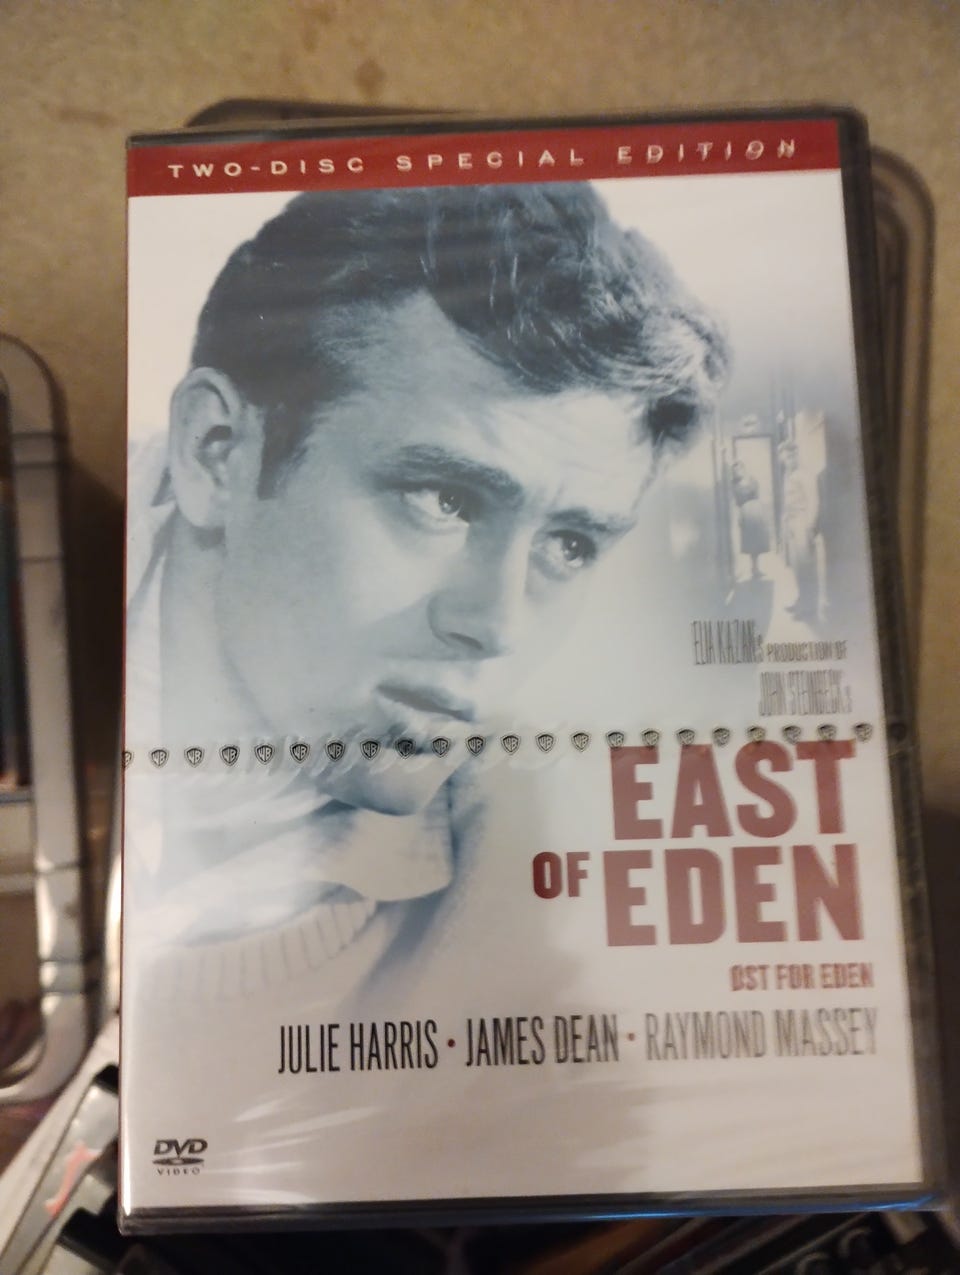 TWO-DISC SPECIAL EDITION
ELIA KAZAN's PRODUCTION OF
JOHN STEINBECK's
EAST
OF EDEN
ØST FOR EDEN
JULIE HARRIS • JAMES DEAN • RAYMOND MASSEY
DVD
VIDEO